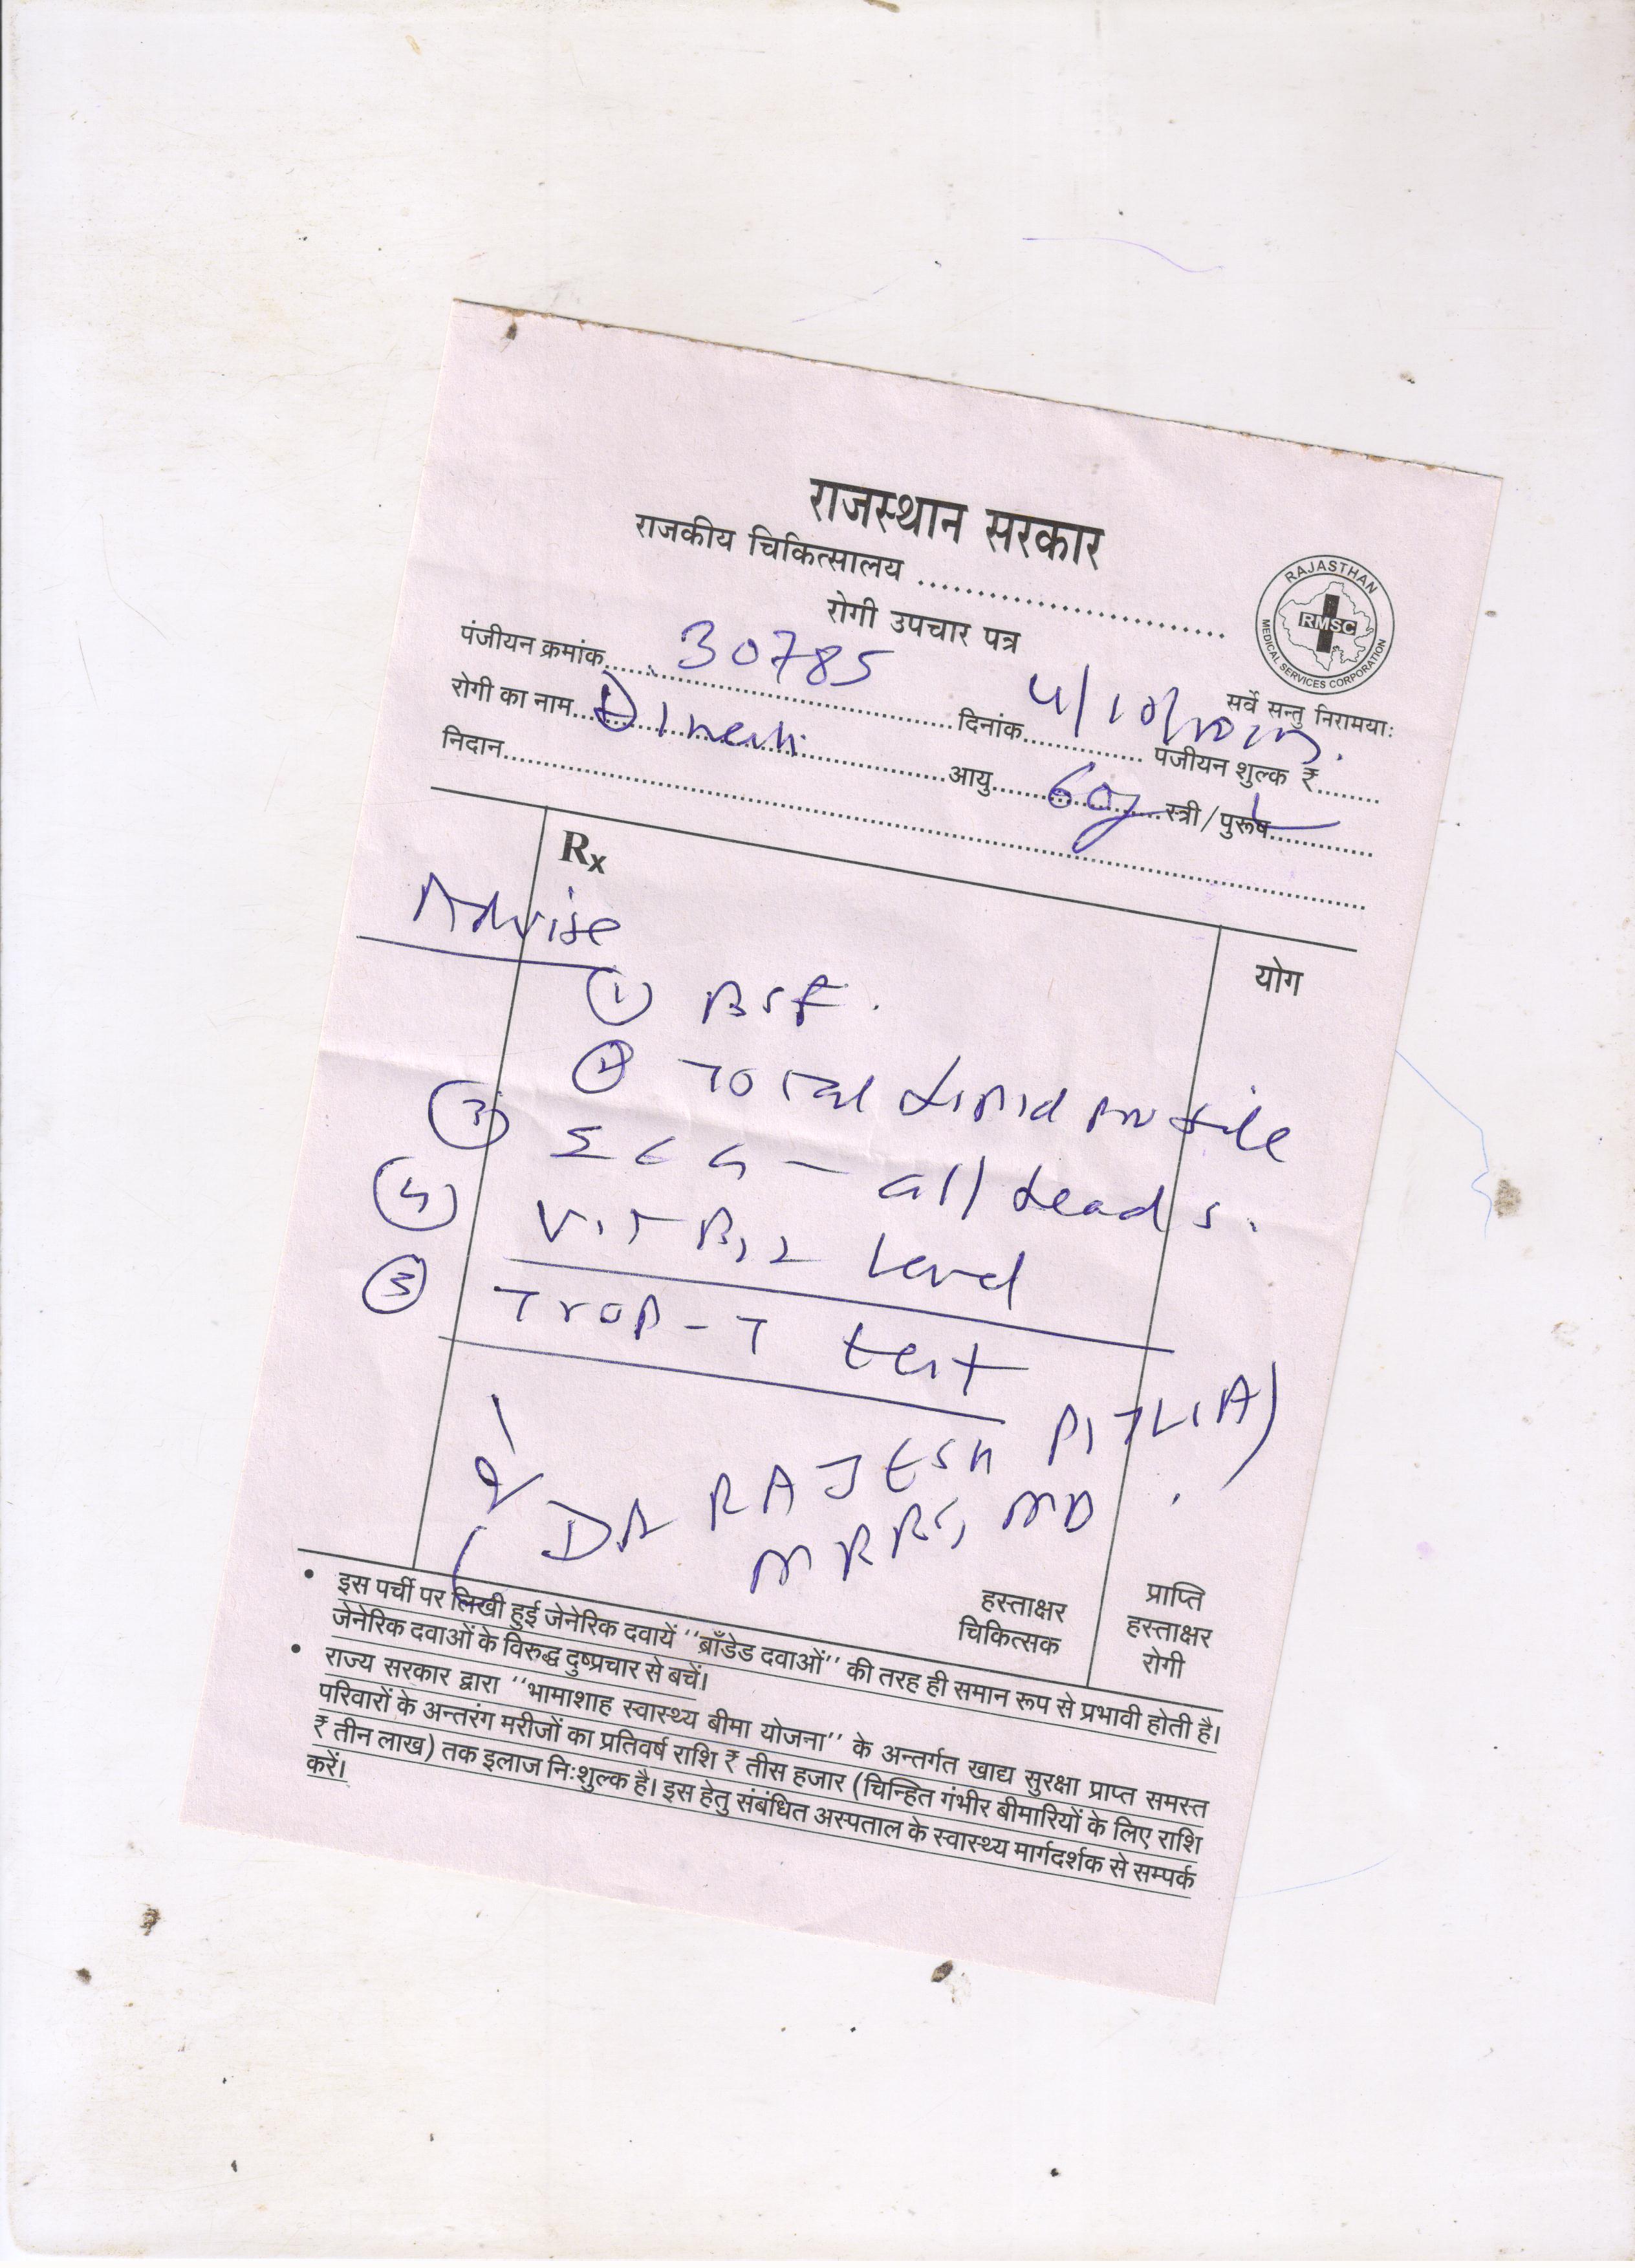 राजस्थान सरकार
राजकीय चिकित्सालय ..............................
रोगी उपचार पत्र
RAJASTHAN
RMSC
MEDICAL SERVICES CORPORATION
सर्वे सन्तु निरामयाः
पंजीयन क्रमांक 30785 दिनांक 4/10/2025. पंजीयन शुल्क ₹
रोगी का नाम Dinesh आयु 60y स्त्री/पुरूष
निदान
Rx
योग
Advise
① BSF.
② Total Lipid profile
③ ECG - all Leads.
④ Vit B12 Level
⑤ Trop-T test
(DR RAJESH PITLIA)
MBBS, MD
हस्ताक्षर चिकित्सक
प्राप्ति हस्ताक्षर रोगी
• इस पर्ची पर लिखी हुई जेनेरिक दवायें ''ब्राँडेड दवाओं'' की तरह ही समान रूप से प्रभावी होती है।
जेनेरिक दवाओं के विरुद्ध दुष्प्रचार से बचें।
• राज्य सरकार द्वारा ''भामाशाह स्वास्थ्य बीमा योजना'' के अन्तर्गत खाद्य सुरक्षा प्राप्त समस्त
परिवारों के अन्तरंग मरीजों का प्रतिवर्ष राशि ₹ तीस हजार (चिन्हित गंभीर बीमारियों के लिए राशि
₹ तीन लाख) तक इलाज निःशुल्क है। इस हेतु संबंधित अस्पताल के स्वास्थ्य मार्गदर्शक से सम्पर्क
करें।